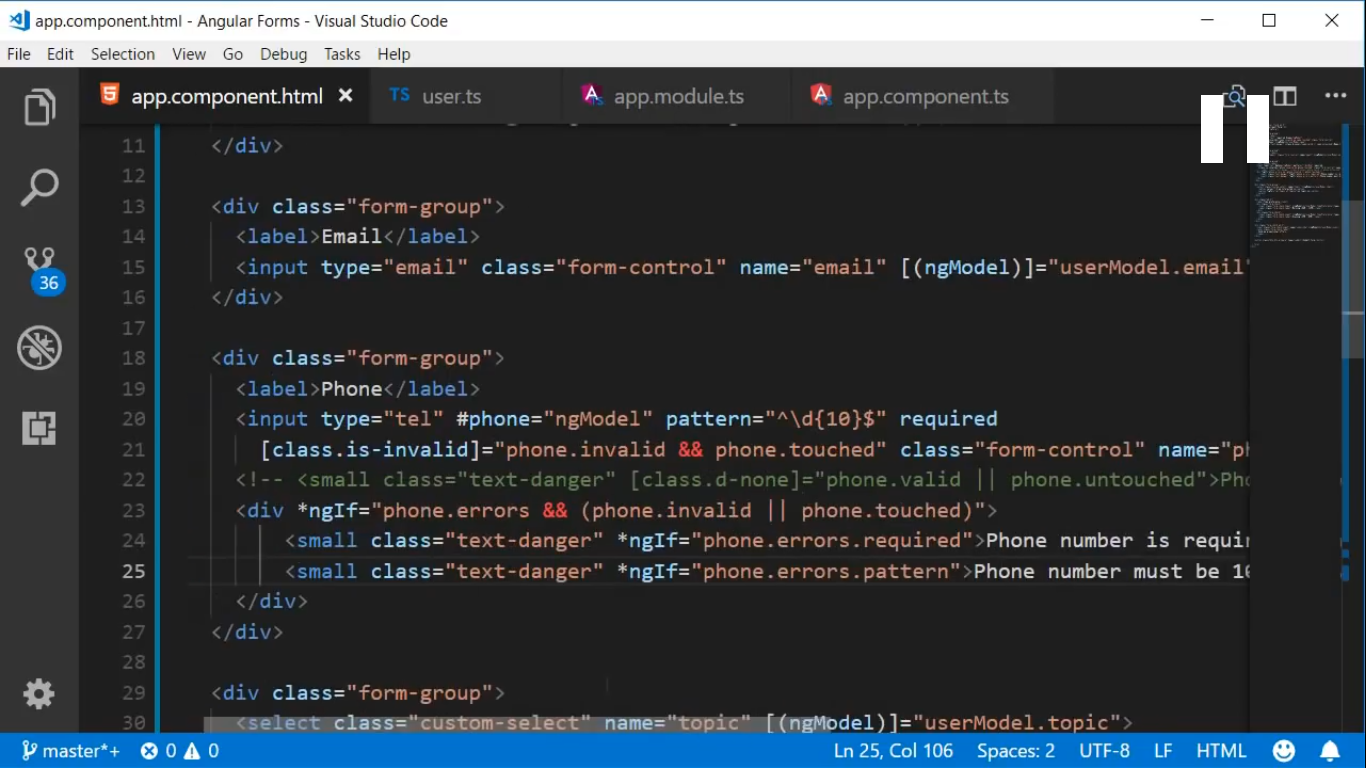 app.component.html - Angular Forms - Visual Studio Code
File Edit Selection View Go Debug Tasks Help
app.component.html TS user.ts app.module.ts app.component.ts
11 </div>
12
13 <div class="form-group">
14 <label>Email</label>
15 <input type="email" class="form-control" name="email" [(ngModel)]="userModel.email"
16 </div>
17
18 <div class="form-group">
19 <label>Phone</label>
20 <input type="tel" #phone="ngModel" pattern="^\d{10}$" required
21 [class.is-invalid]="phone.invalid && phone.touched" class="form-control" name="ph
22 <!-- <small class="text-danger" [class.d-none]="phone.valid || phone.untouched">Pho
23 <div *ngIf="phone.errors && (phone.invalid || phone.touched)">
24 <small class="text-danger" *ngIf="phone.errors.required">Phone number is requir
25 <small class="text-danger" *ngIf="phone.errors.pattern">Phone number must be 10
26 </div>
27 </div>
28
29 <div class="form-group">
30 <select class="custom-select" name="topic" [(ngModel)]="userModel.topic">
36
master*+ 0 0 Ln 25, Col 106 Spaces: 2 UTF-8 LF HTML